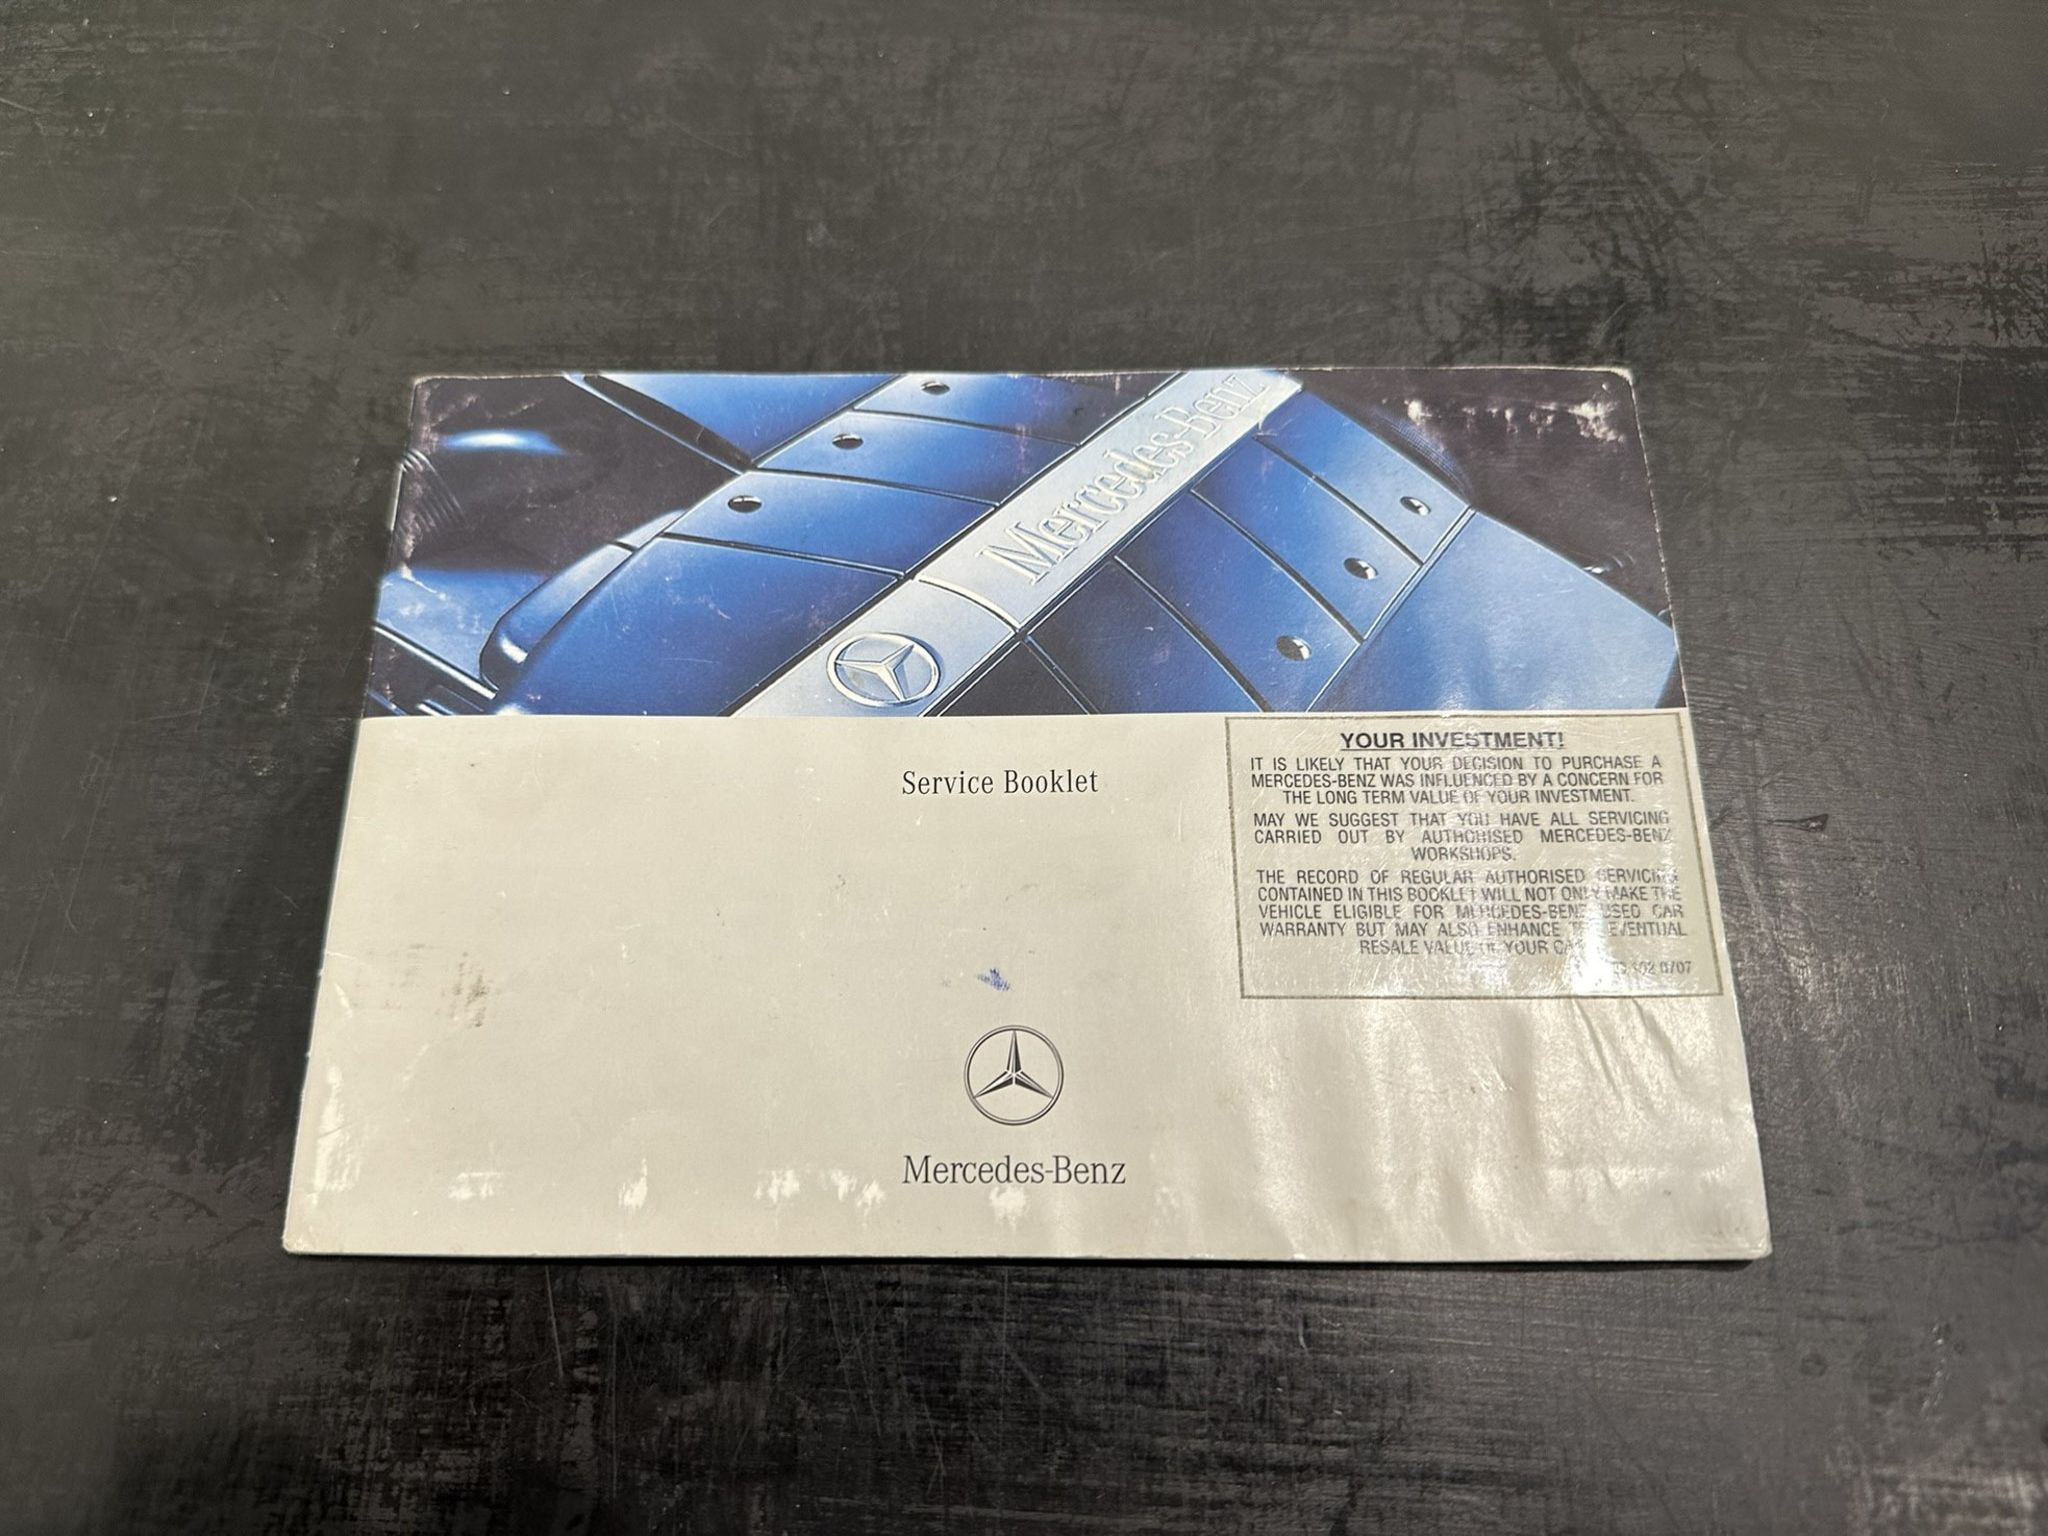 Mercedes-Benz
Service Booklet
YOUR INVESTMENT!
IT IS LIKELY THAT YOUR DECISION TO PURCHASE A
MERCEDES-BENZ WAS INFLUENCED BY A CONCERN FOR
THE LONG TERM VALUE OF YOUR INVESTMENT.
MAY WE SUGGEST THAT YOU HAVE ALL SERVICING
CARRIED OUT BY AUTHORISED MERCEDES-BENZ
WORKSHOPS.
THE RECORD OF REGULAR AUTHORISED SERVICING
CONTAINED IN THIS BOOKLET WILL NOT ONLY MAKE THE
VEHICLE ELIGIBLE FOR MERCEDES-BENZ USED CAR
WARRANTY BUT MAY ALSO ENHANCE THE EVENTUAL
RESALE VALUE OF YOUR CAR
Mercedes-Benz